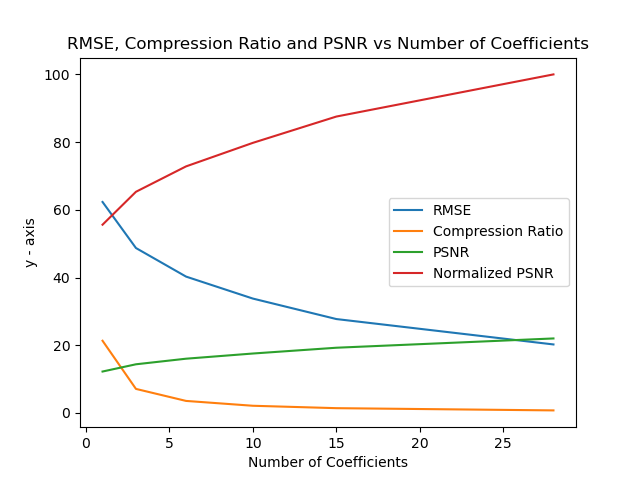 RMSE, Compression Ratio and PSNR vs Number of Coefficients
100
80
60
40
20
0
y - axis
RMSE
Compression Ratio
PSNR
Normalized PSNR
0 5 10 15 20 25
Number of Coefficients